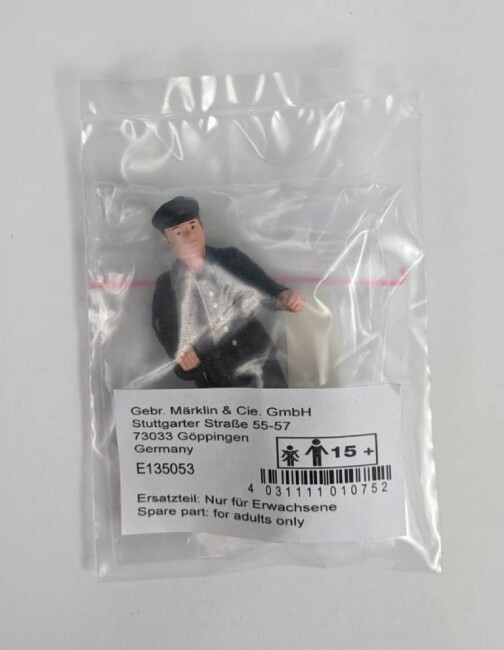 Gebr. Märklin & Cie. GmbH
Stuttgarter Straße 55-57
73033 Göppingen
Germany
15 +
E135053
4 031111 010752
Ersatzteil: Nur für Erwachsene
Spare part: for adults only